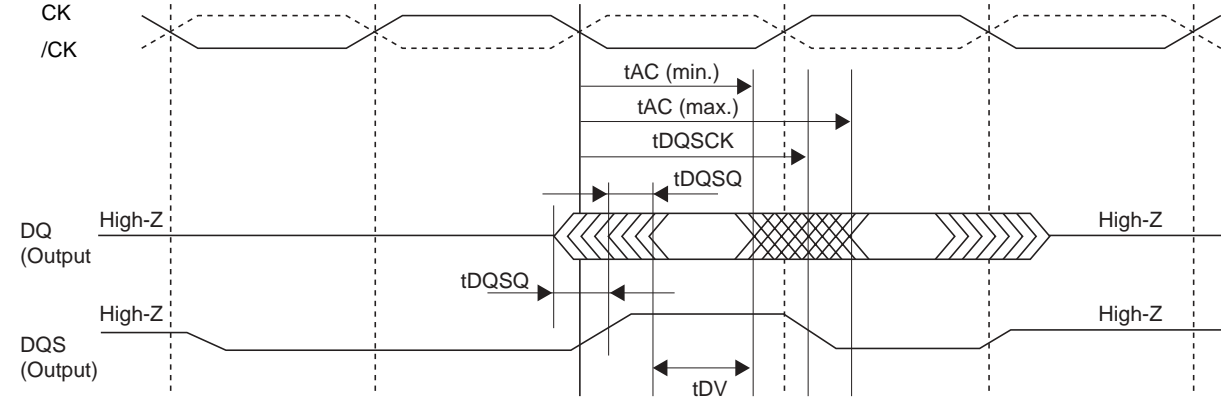 CK
/CK
tAC (min.)
tAC (max.)
tDQSCK
tDQSQ
High-Z
High-Z
DQ
(Output
tDQSQ
High-Z
High-Z
DQS
(Output)
tDV